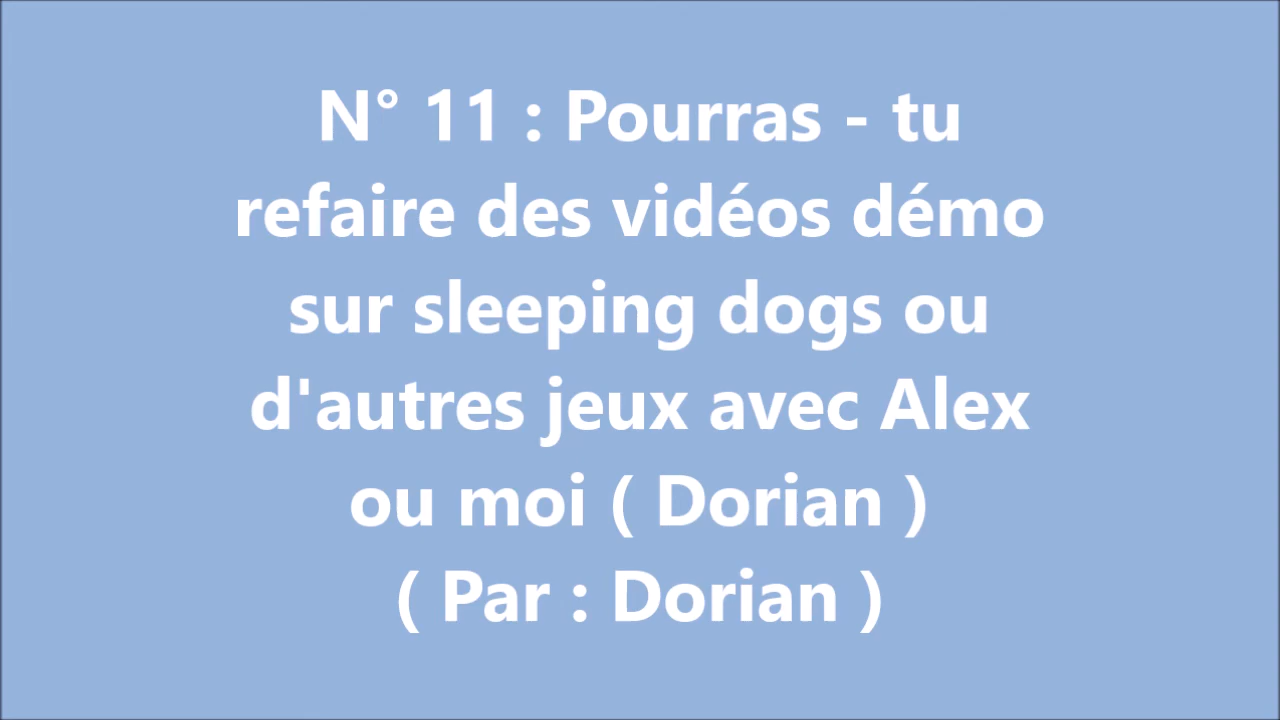 N° 11 : Pourras - tu
refaire des vidéos démo
sur sleeping dogs ou
d'autres jeux avec Alex
ou moi ( Dorian )
( Par : Dorian )